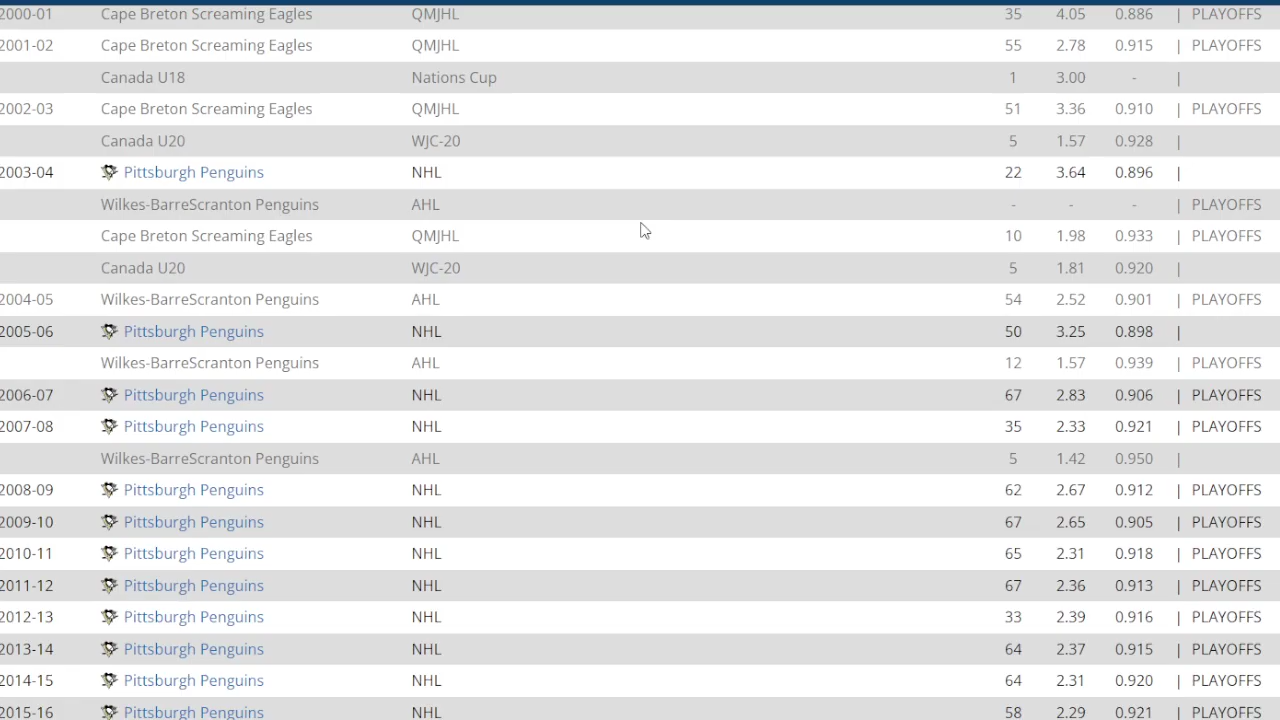 2000-01 Cape Breton Screaming Eagles QMJHL 35 4.05 0.886 | PLAYOFFS
2001-02 Cape Breton Screaming Eagles QMJHL 55 2.78 0.915 | PLAYOFFS
Canada U18 Nations Cup 1 3.00 - |
2002-03 Cape Breton Screaming Eagles QMJHL 51 3.36 0.910 | PLAYOFFS
Canada U20 WJC-20 5 1.57 0.928 |
2003-04 Pittsburgh Penguins NHL 22 3.64 0.896 |
Wilkes-BarreScranton Penguins AHL - - - | PLAYOFFS
Cape Breton Screaming Eagles QMJHL 10 1.98 0.933 | PLAYOFFS
Canada U20 WJC-20 5 1.81 0.920 |
2004-05 Wilkes-BarreScranton Penguins AHL 54 2.52 0.901 | PLAYOFFS
2005-06 Pittsburgh Penguins NHL 50 3.25 0.898 |
Wilkes-BarreScranton Penguins AHL 12 1.57 0.939 | PLAYOFFS
2006-07 Pittsburgh Penguins NHL 67 2.83 0.906 | PLAYOFFS
2007-08 Pittsburgh Penguins NHL 35 2.33 0.921 | PLAYOFFS
Wilkes-BarreScranton Penguins AHL 5 1.42 0.950 |
2008-09 Pittsburgh Penguins NHL 62 2.67 0.912 | PLAYOFFS
2009-10 Pittsburgh Penguins NHL 67 2.65 0.905 | PLAYOFFS
2010-11 Pittsburgh Penguins NHL 65 2.31 0.918 | PLAYOFFS
2011-12 Pittsburgh Penguins NHL 67 2.36 0.913 | PLAYOFFS
2012-13 Pittsburgh Penguins NHL 33 2.39 0.916 | PLAYOFFS
2013-14 Pittsburgh Penguins NHL 64 2.37 0.915 | PLAYOFFS
2014-15 Pittsburgh Penguins NHL 64 2.31 0.920 | PLAYOFFS
2015-16 Pittsburgh Penguins NHL 58 2.29 0.921 | PLAYOFFS